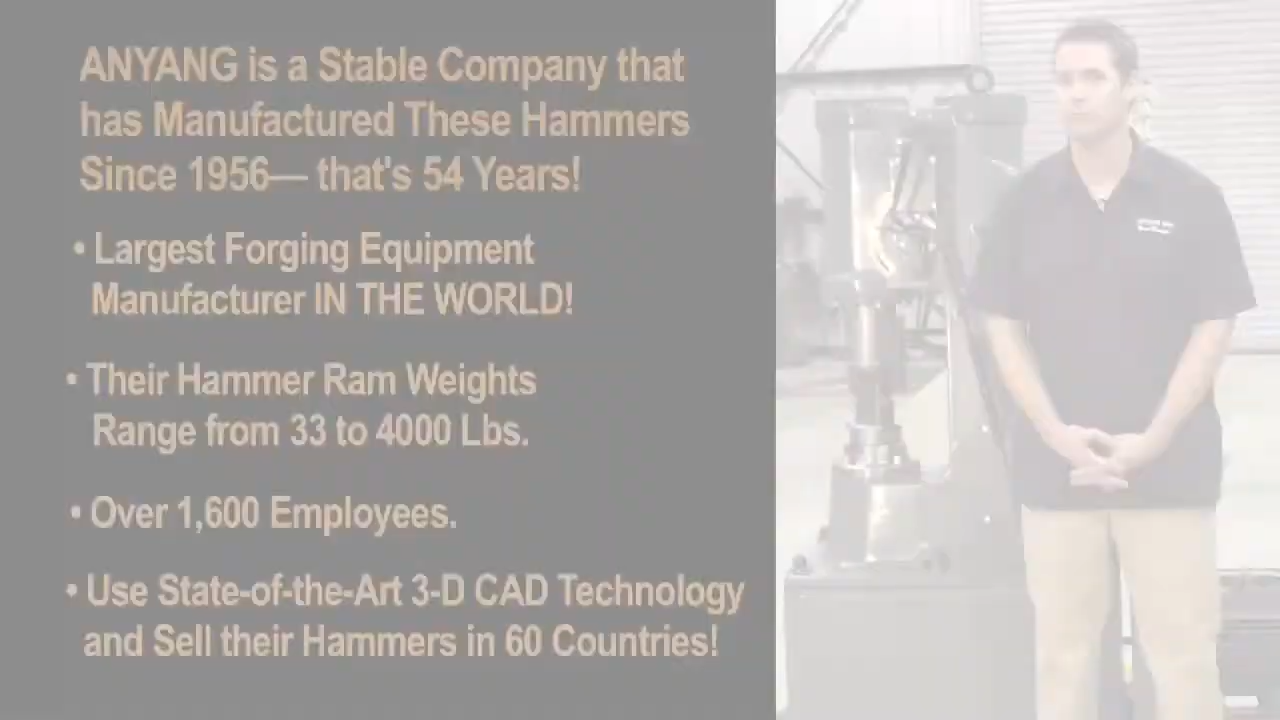 ANYANG is a Stable Company that
has Manufactured These Hammers
Since 1956— that's 54 Years!
• Largest Forging Equipment
Manufacturer IN THE WORLD!
• Their Hammer Ram Weights
Range from 33 to 4000 Lbs.
• Over 1,600 Employees.
• Use State-of-the-Art 3-D CAD Technology
and Sell their Hammers in 60 Countries!